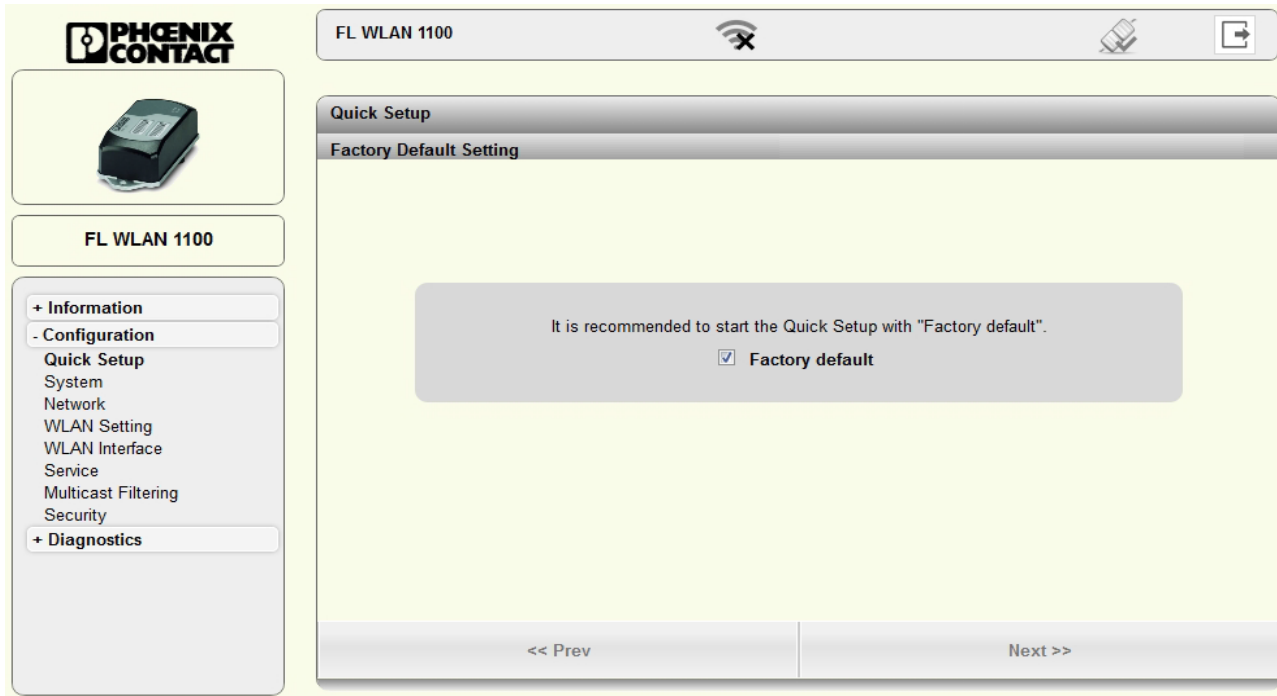 PHŒNIX
CONTACT
FL WLAN 1100
FL WLAN 1100
+ Information
- Configuration
Quick Setup
System
Network
WLAN Setting
WLAN Interface
Service
Multicast Filtering
Security
+ Diagnostics
Quick Setup
Factory Default Setting
It is recommended to start the Quick Setup with "Factory default".
Factory default
<< Prev
Next >>